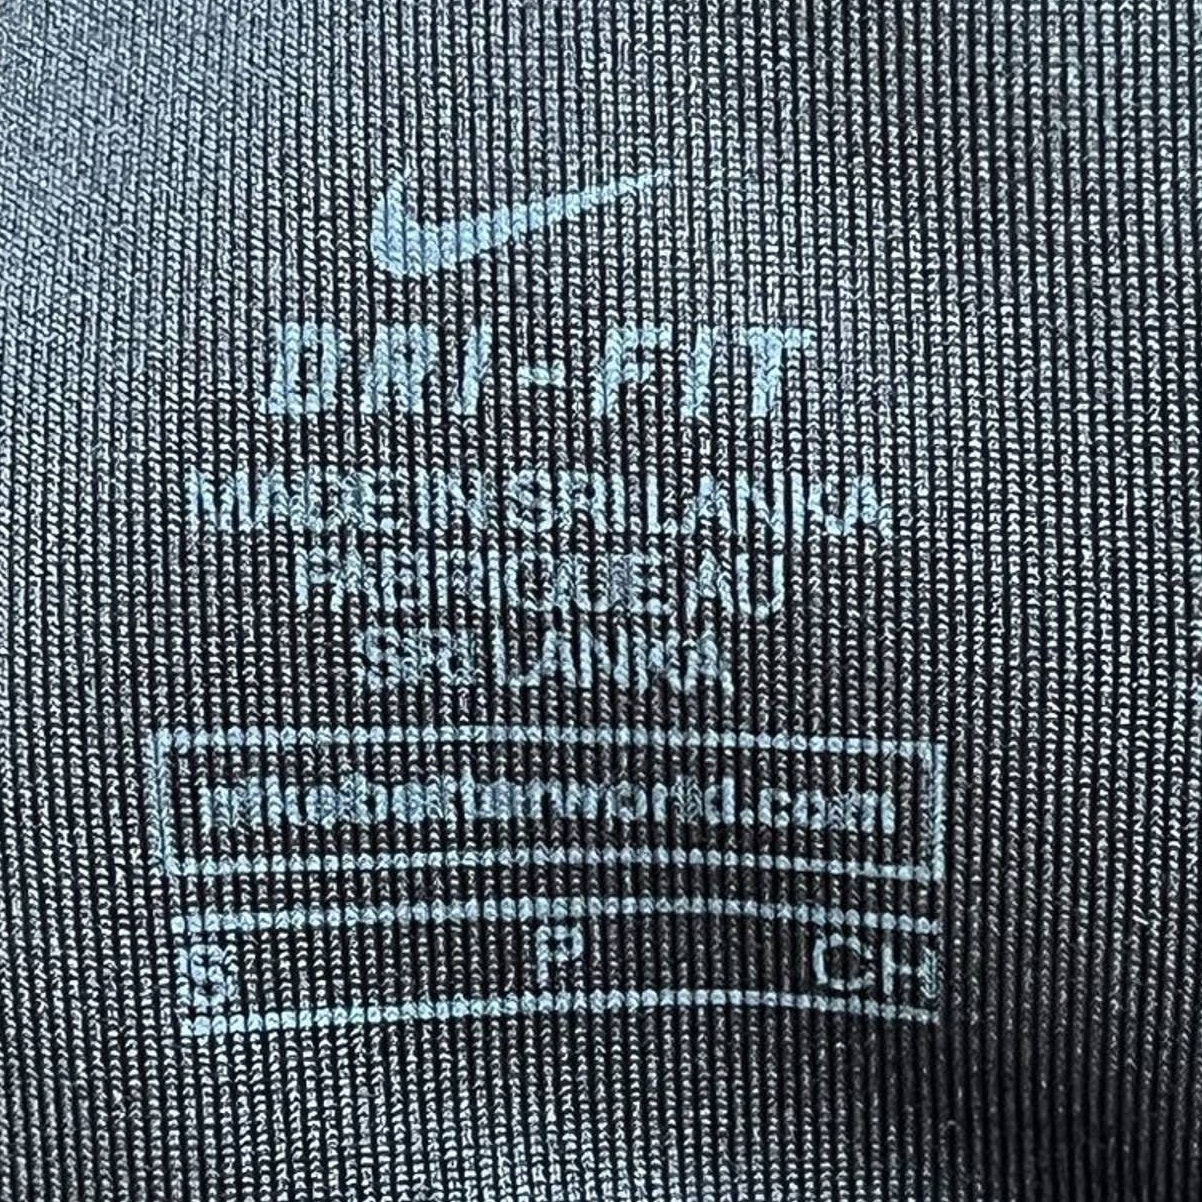 DRI-FIT
MADE IN SRI LANKA
FABRIQUE AU
SRI LANKA
nikebetterworld.com
S P CH